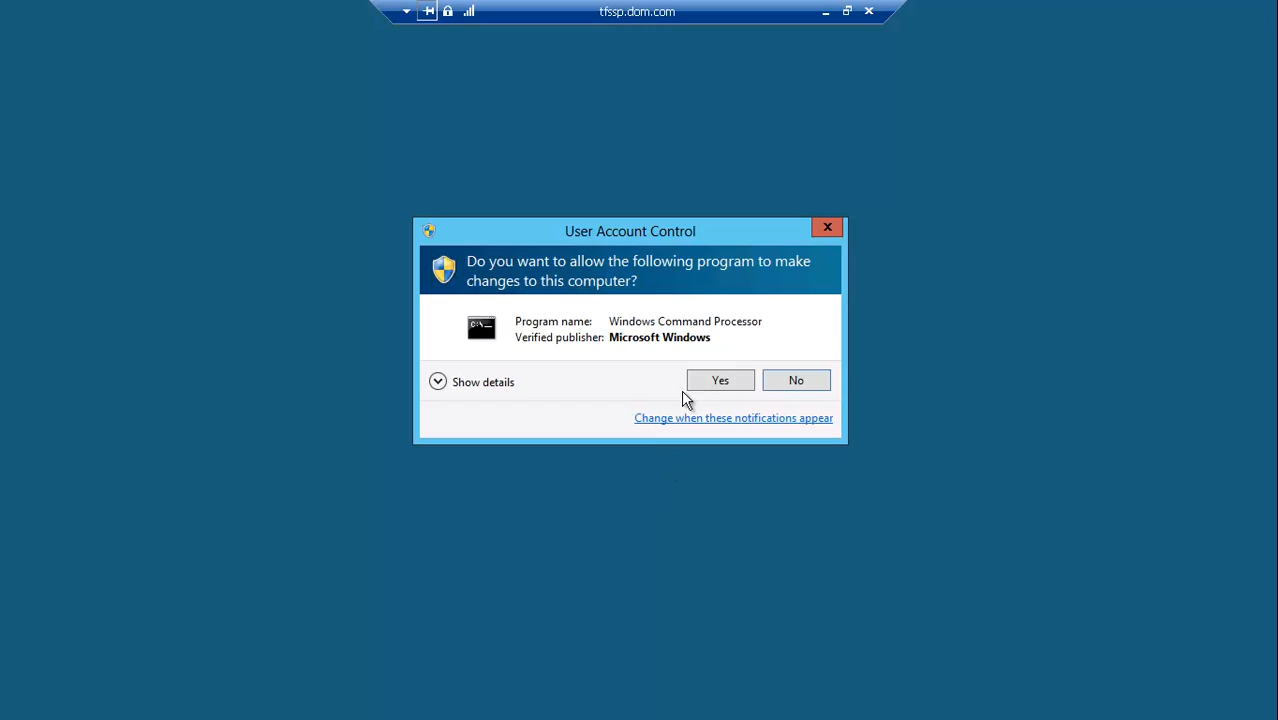 tfssp.dom.com
User Account Control
Do you want to allow the following program to make
changes to this computer?
C:\_
Program name: Windows Command Processor
Verified publisher: Microsoft Windows
Show details
Yes
No
Change when these notifications appear